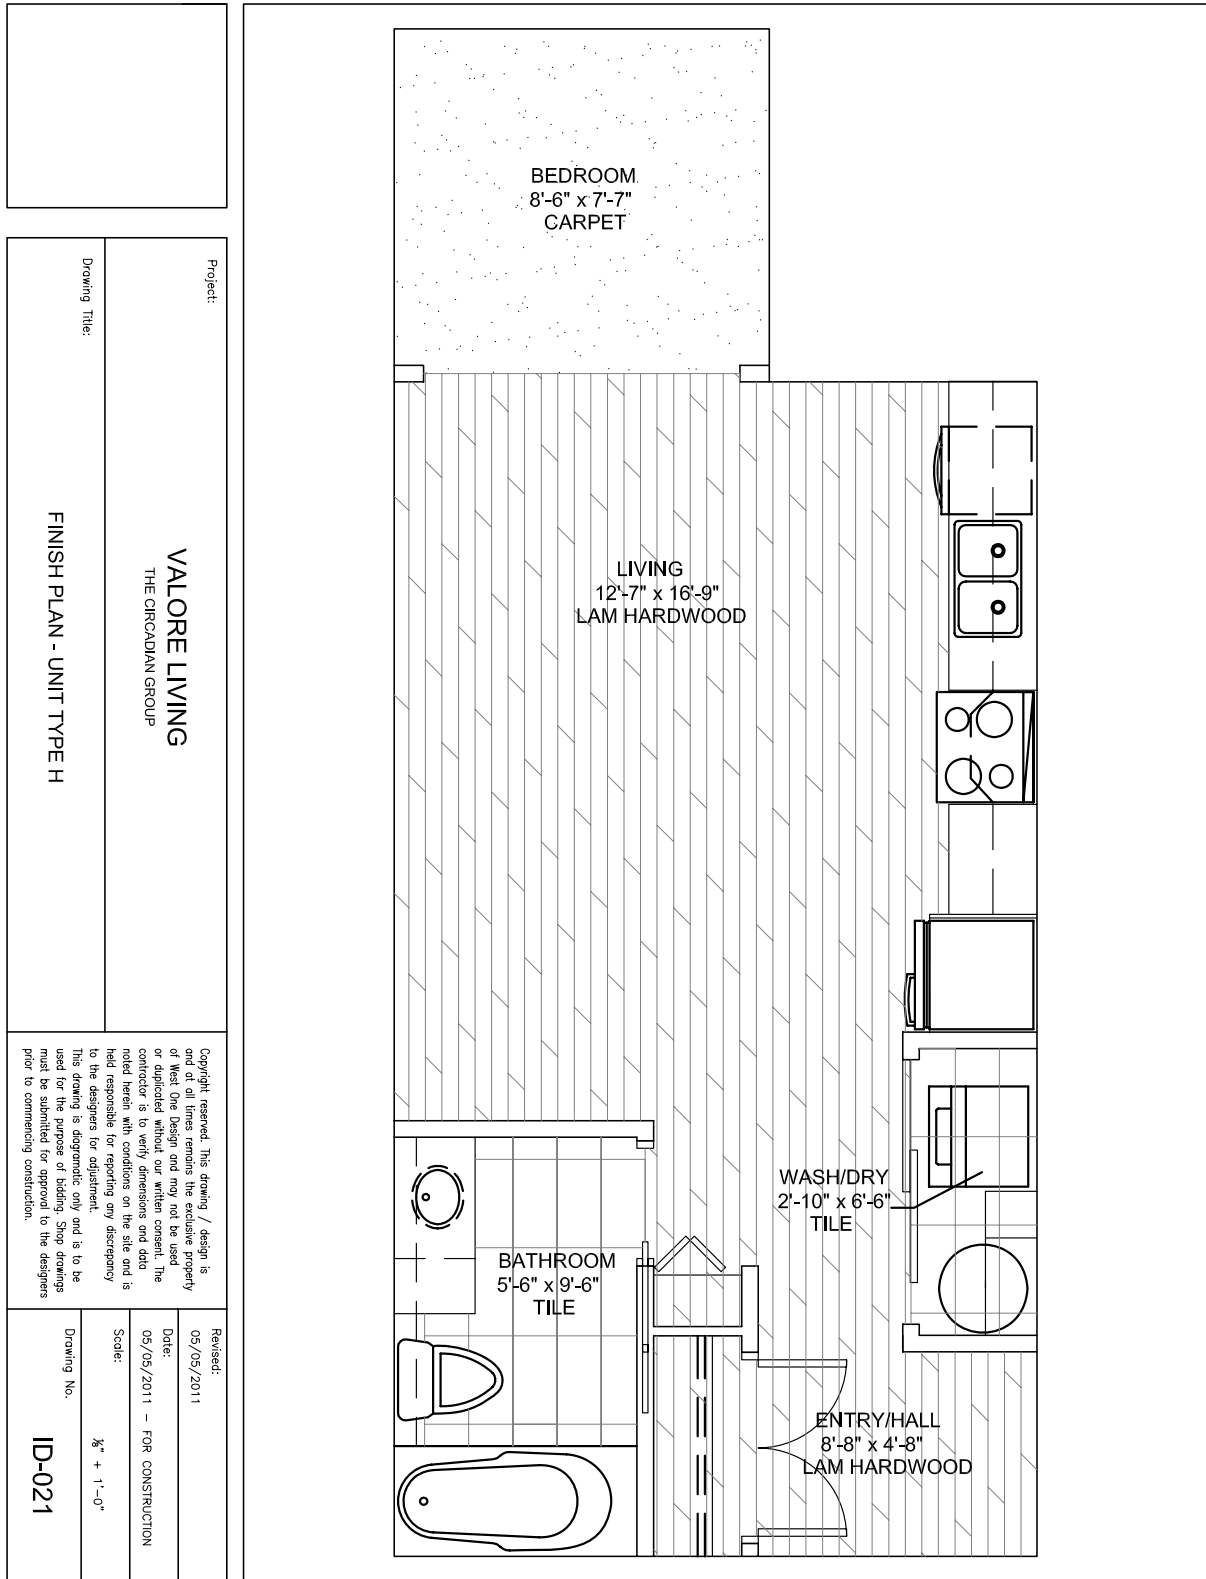 BEDROOM
8'-6" x 7'-7"
CARPET
LIVING
12'-7" x 16'-9"
LAM HARDWOOD
WASH/DRY
2'-10" x 6'-6"
TILE
BATHROOM
5'-6" x 9'-6"
TILE
ENTRY/HALL
8'-8" x 4'-8"
LAM HARDWOOD
Project:
VALORE LIVING
THE CIRCADIAN GROUP
Drawing Title:
FINISH PLAN - UNIT TYPE H
Copyright reserved. This drawing / design is
and at all times remains the exclusive property
of West One Design and may not be used
or duplicated without our written consent. The
contractor is to verify dimensions and data
noted herein with conditions on the site and is
held responsible for reporting any discrepancy
to the designers for adjustment.
This drawing is diagramatic only and is to be
used for the purpose of bidding. Shop drawings
must be submitted for approval to the designers
prior to commencing construction.
Revised:
05/05/2011
Date:
05/05/2011 - FOR CONSTRUCTION
Scale:
+ 1'-0"
Drawing No.
ID-021